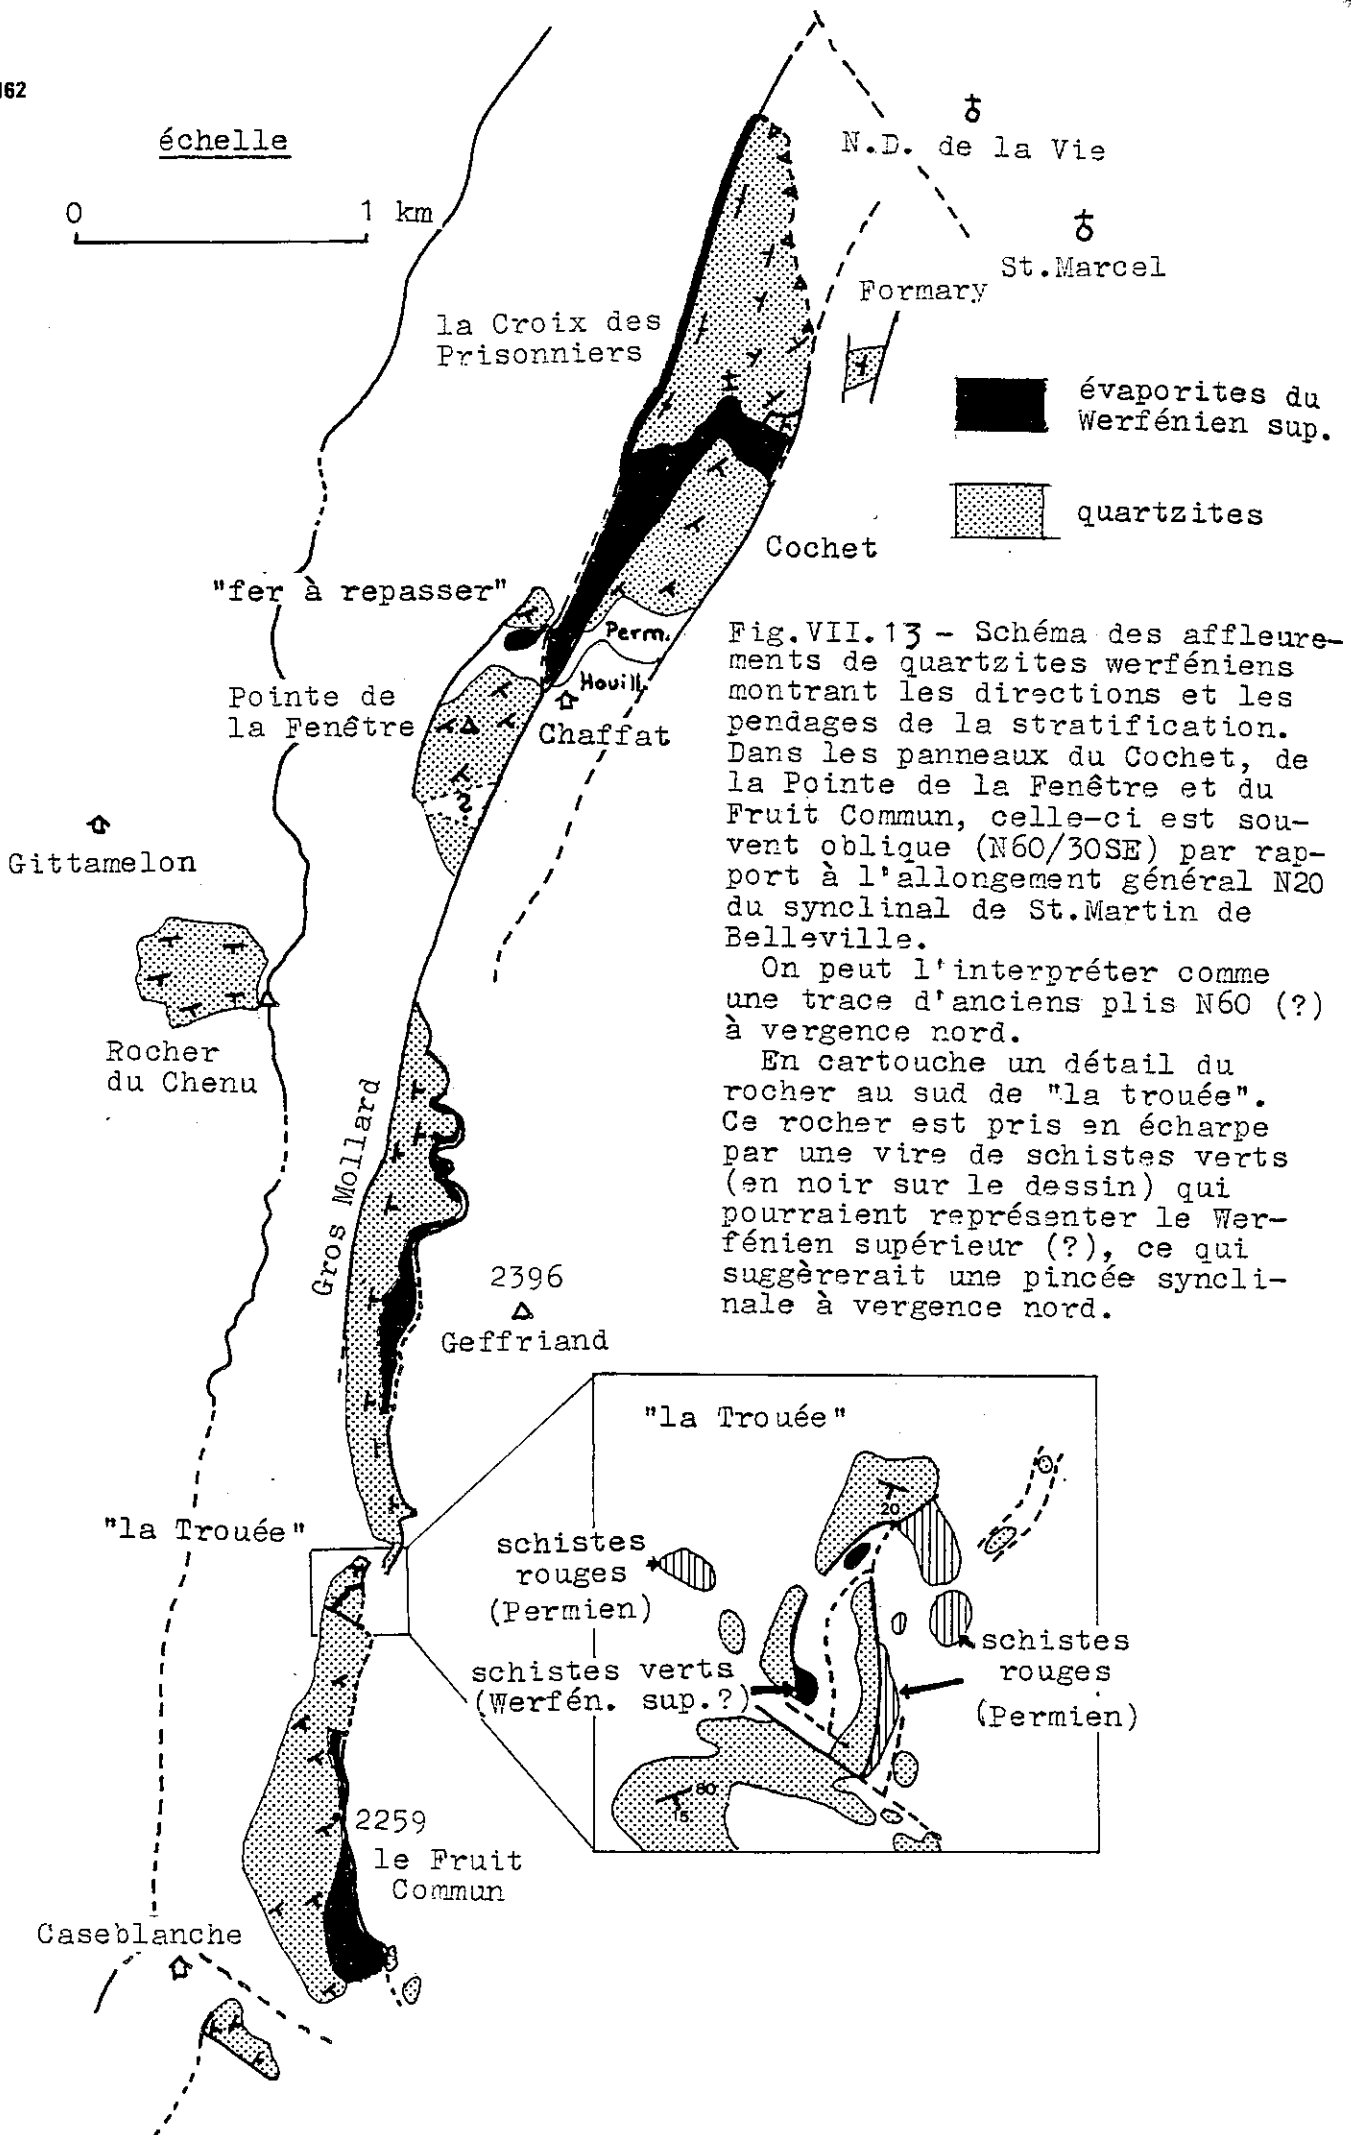 162
échelle
0 1 km
N.D. de la Vie
St.Marcel
Formary
la Croix des
Prisonniers
évaporites du
Werfénien sup.
quartzites
Cochet
"fer à repasser"
Perm.
Houill.
Pointe de
la Fenêtre
?
Chaffat
Gittamelon
Rocher
du Chenu
Gros Mollard
2396
Geffriand
Fig.VII.13 - Schéma des affleure-
ments de quartzites werféniens
montrant les directions et les
pendages de la stratification.
Dans les panneaux du Cochet, de
la Pointe de la Fenêtre et du
Fruit Commun, celle-ci est sou-
vent oblique (N60/30SE) par rap-
port à l'allongement général N20
du synclinal de St.Martin de
Belleville.
On peut l'interpréter comme
une trace d'anciens plis N60 (?)
à vergence nord.
En cartouche un détail du
rocher au sud de "la trouée".
Ce rocher est pris en écharpe
par une vire de schistes verts
(en noir sur le dessin) qui
pourraient représenter le Wer-
fénien supérieur (?), ce qui
suggèrerait une pincée syncli-
nale à vergence nord.
"la Trouée"
"la Trouée"
20
schistes
rouges
(Permien)
schistes verts
(Werfén. sup.?)
schistes
rouges
(Permien)
80
15
2259
le Fruit
Commun
Caseblanche